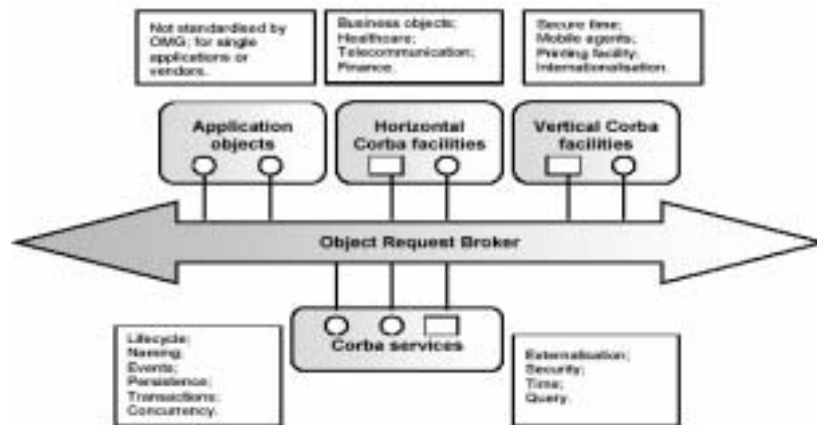 Not standardised by
OMG; for single
applications or
vendors.
Business objects;
Healthcare;
Telecommunication;
Finance.
Secure time;
Mobile agents;
Printing facility;
Internationalisation.
Application
objects
Horizontal
Corba facilities
Vertical Corba
facilities
Object Request Broker
Corba services
Lifecycle;
Naming;
Events;
Persistence;
Transactions;
Concurrency.
Externalisation;
Security;
Time;
Query.